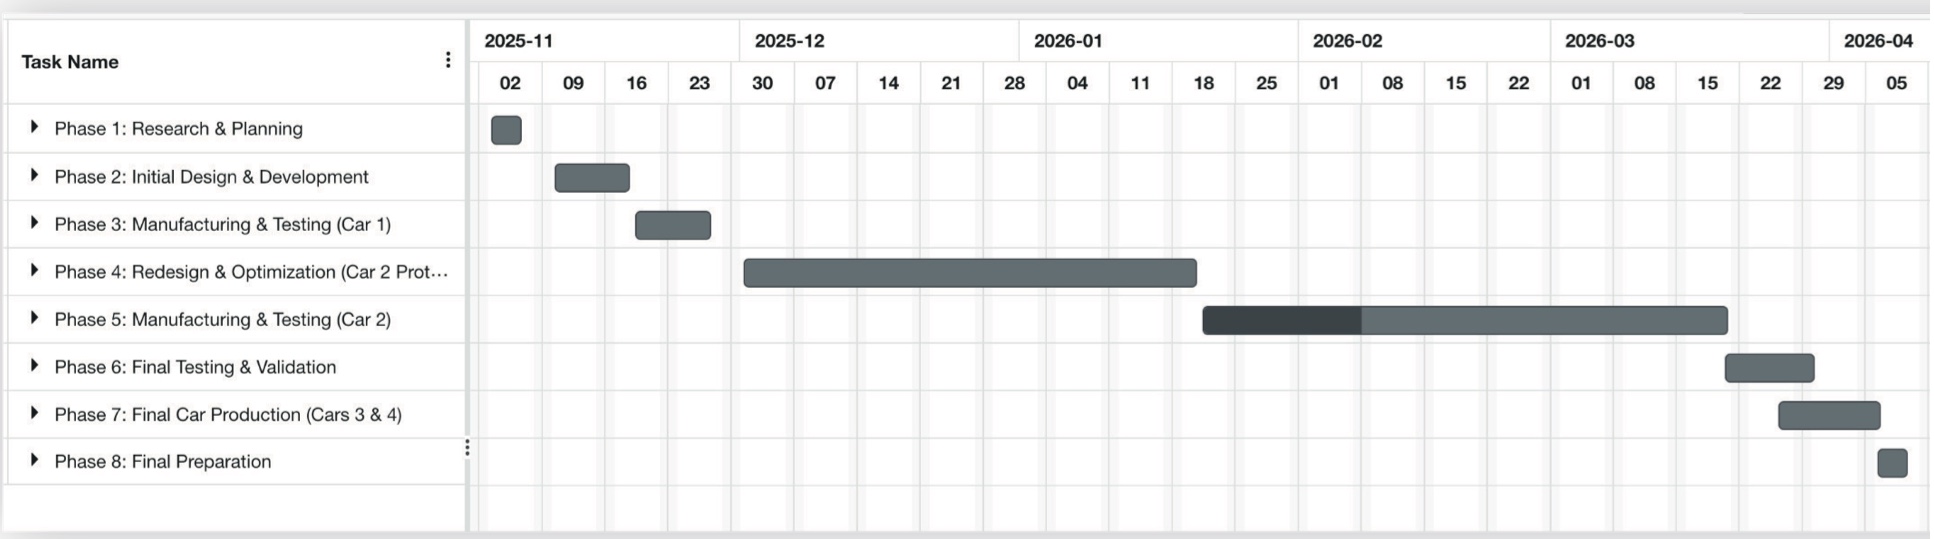 Task Name
2025-11 2025-12 2026-01 2026-02 2026-03 2026-04
02 09 16 23 30 07 14 21 28 04 11 18 25 01 08 15 22 01 08 15 22 29 05
Phase 1: Research & Planning
Phase 2: Initial Design & Development
Phase 3: Manufacturing & Testing (Car 1)
Phase 4: Redesign & Optimization (Car 2 Prot...
Phase 5: Manufacturing & Testing (Car 2)
Phase 6: Final Testing & Validation
Phase 7: Final Car Production (Cars 3 & 4)
Phase 8: Final Preparation